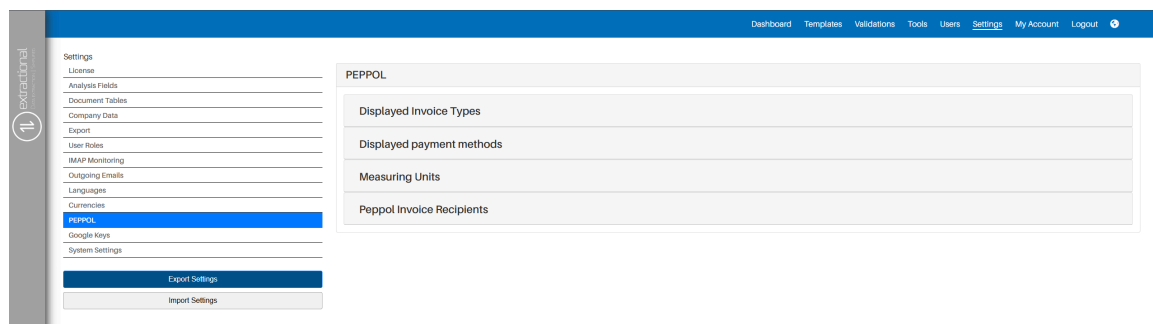 Dashboard Templates Validations Tools Users Settings My Account Logout
extractional
Settings
License
Analysis Fields
Document Tables
Company Data
Export
User Roles
IMAP Monitoring
Outgoing Emails
Languages
Currencies
PEPPOL
Google Keys
System Settings
Export Settings
Import Settings
PEPPOL
Displayed Invoice Types
Displayed payment methods
Measuring Units
Peppol Invoice Recipients